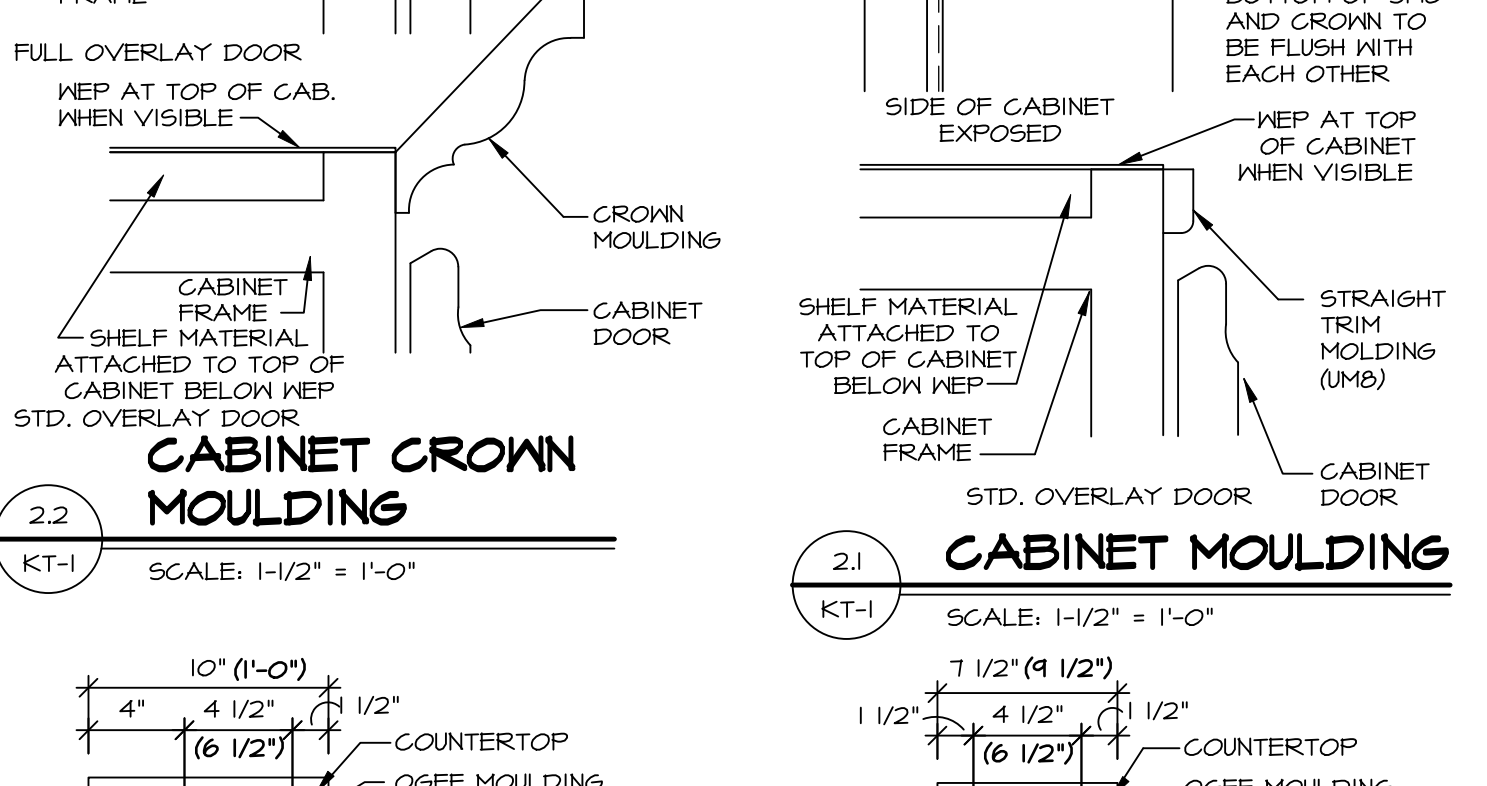 FULL OVERLAY DOOR
WEP AT TOP OF CAB.
WHEN VISIBLE
CROWN
MOULDING
CABINET
FRAME
CABINET
DOOR
SHELF MATERIAL
ATTACHED TO TOP OF
CABINET BELOW WEP
STD. OVERLAY DOOR
CABINET CROWN
MOULDING
2.2
KT-1
SCALE: 1-1/2" = 1'-0"
10" (1'-0")
4"
4 1/2"
1 1/2"
(6 1/2")
COUNTERTOP
OGEE MOULDING
AND CROWN TO
BE FLUSH WITH
EACH OTHER
SIDE OF CABINET
EXPOSED
WEP AT TOP
OF CABINET
WHEN VISIBLE
SHELF MATERIAL
ATTACHED TO
TOP OF CABINET
BELOW WEP
STRAIGHT
TRIM
MOLDING
(UM8)
CABINET
FRAME
CABINET
DOOR
STD. OVERLAY DOOR
CABINET MOULDING
2.1
KT-1
SCALE: 1-1/2" = 1'-0"
7 1/2" (9 1/2")
1 1/2"
4 1/2"
1 1/2"
(6 1/2")
COUNTERTOP